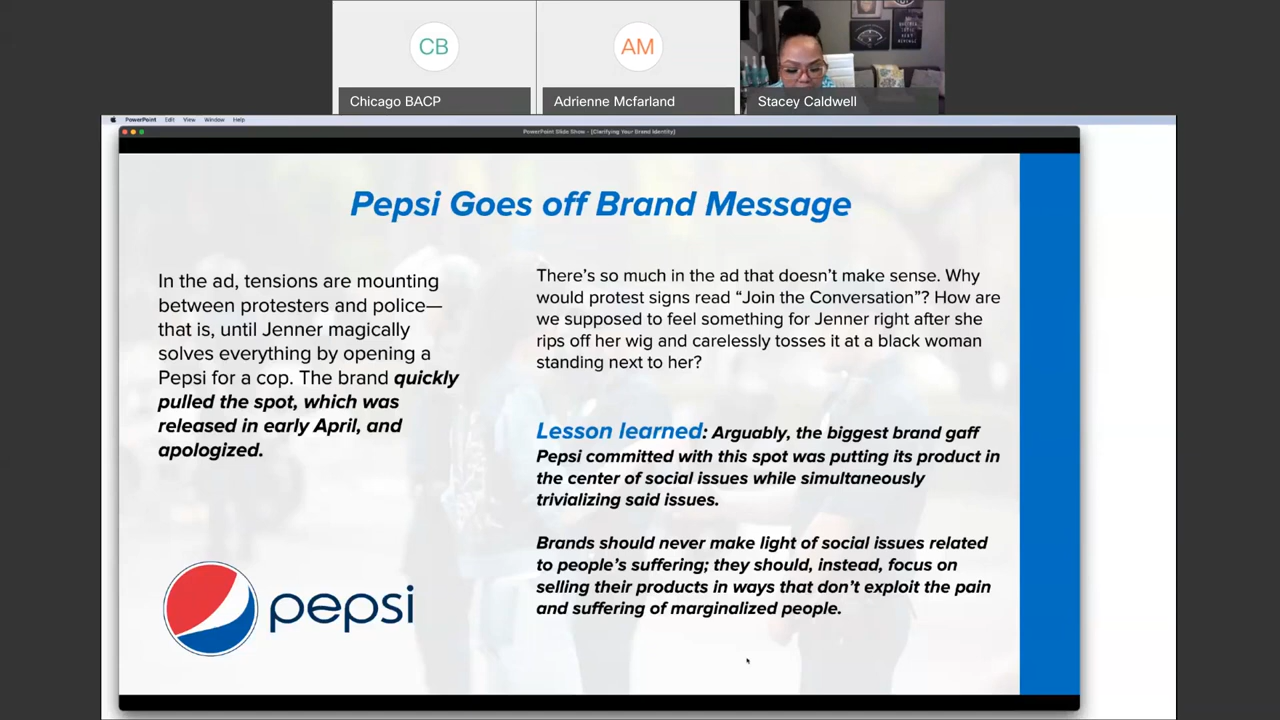 CB
AM
Chicago BACP
Adrienne Mcfarland
Stacey Caldwell
PowerPoint Edit View Window Help
PowerPoint Slide Show - [Clarifying Your Brand Identity]
Pepsi Goes off Brand Message
In the ad, tensions are mounting
between protesters and police—
that is, until Jenner magically
solves everything by opening a
Pepsi for a cop. The brand quickly
pulled the spot, which was
released in early April, and
apologized.
pepsi
There’s so much in the ad that doesn’t make sense. Why
would protest signs read “Join the Conversation”? How are
we supposed to feel something for Jenner right after she
rips off her wig and carelessly tosses it at a black woman
standing next to her?
Lesson learned: Arguably, the biggest brand gaff
Pepsi committed with this spot was putting its product in
the center of social issues while simultaneously
trivializing said issues.
Brands should never make light of social issues related
to people’s suffering; they should, instead, focus on
selling their products in ways that don’t exploit the pain
and suffering of marginalized people.